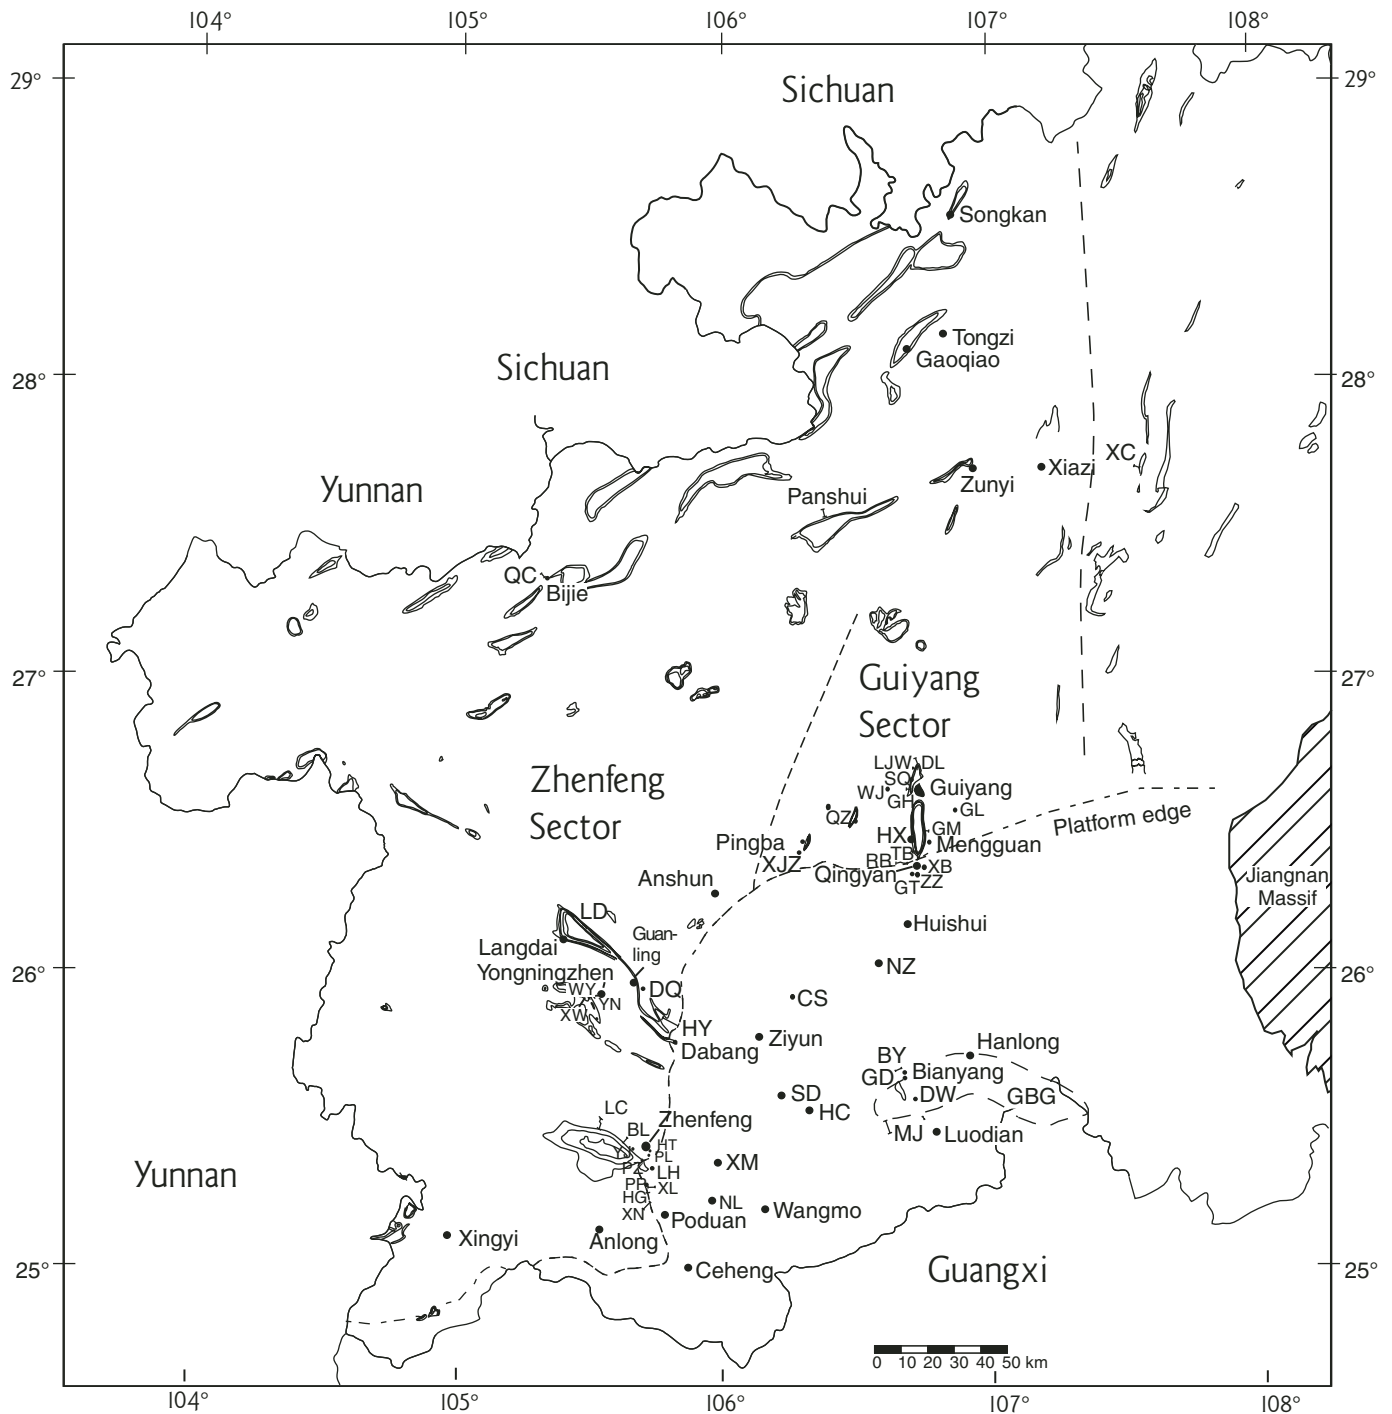 104°
105°
106°
107°
108°
29°
29°
Sichuan
Songkan
Tongzi
Gaoqiao
Sichuan
28°
28°
XC
Xiazi
Zunyi
Yunnan
Panshui
QC
Bijie
27°
27°
Guiyang
Sector
LJW
DL
SQ
Zhenfeng
Sector
WJ
GH
Guiyang
GL
QZ
Platform edge
GM
HX
Mengguan
Pingba
TB
XJZ
RR
XB
Qingyan
ZZ
GT
Anshun
Jiangnan
Massif
LD
Huishui
Guan-
ling
Langdai
Yongningzhen
NZ
26°
26°
WY
DQ
YN
CS
XW
HY
Dabang
Ziyun
Hanlong
BY
Bianyang
GD
DW
GBG
SD
HC
LC
Zhenfeng
BL
MJ
Luodian
HT
PL
XM
PZ
LH
PR
XL
HG
NL
XN
Poduan
Wangmo
Yunnan
Xingyi
Anlong
Ceheng
25°
25°
Guangxi
0 10 20 30 40 50 km
104°
105°
106°
107°
108°